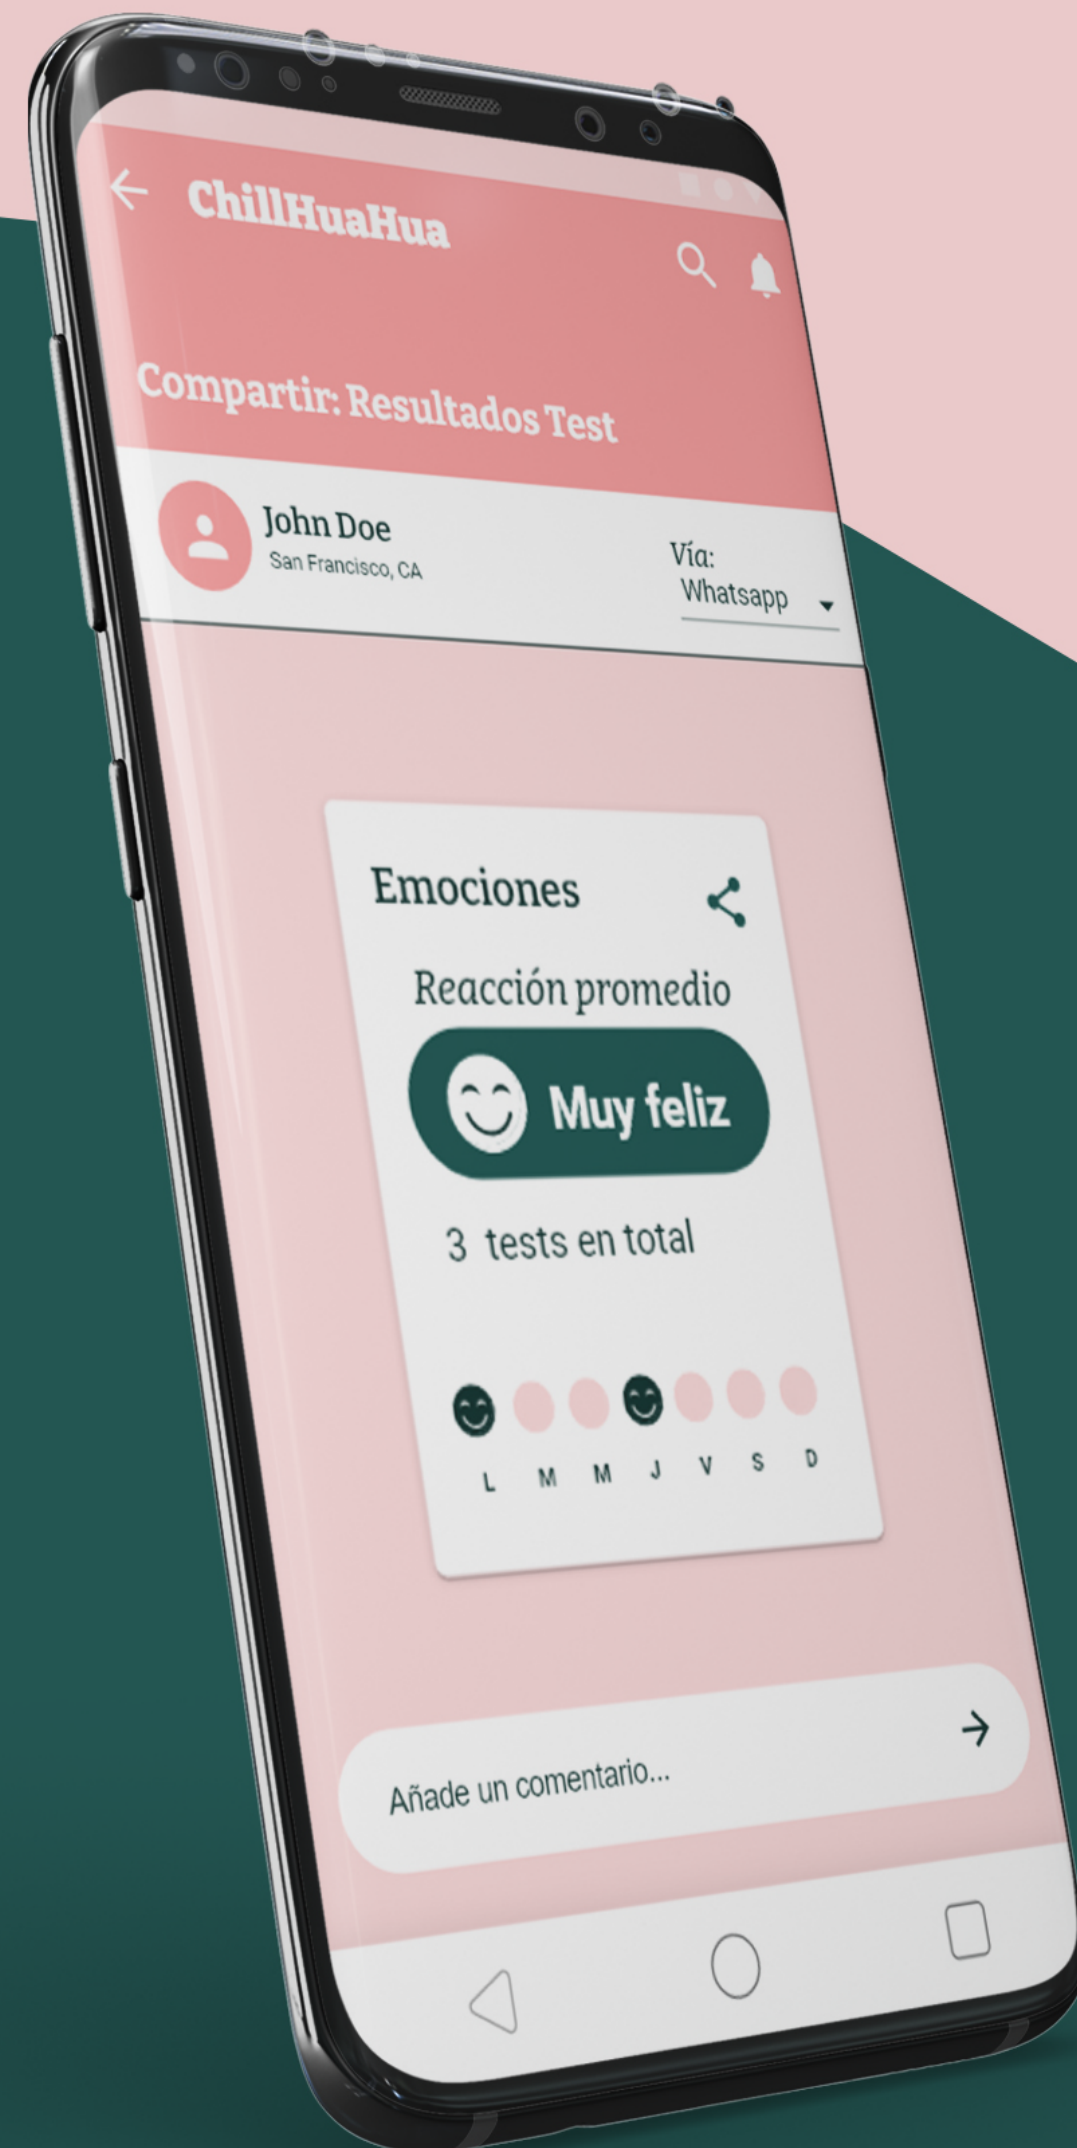 ChillHuaHua
Compartir: Resultados Test
John Doe
San Francisco, CA
Vía:
Whatsapp
Emociones
Reacción promedio
Muy feliz
3 tests en total
L M M J V S D
Añade un comentario...